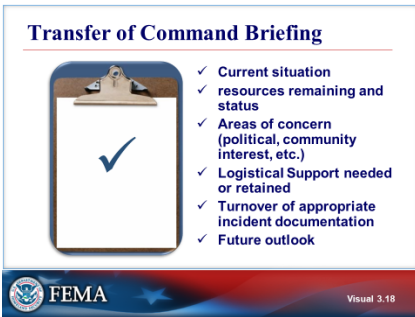 Transfer of Command Briefing
✓ Current situation
✓ resources remaining and
status
✓ Areas of concern
(political, community
interest, etc.)
✓ Logistical Support needed
or retained
✓ Turnover of appropriate
incident documentation
✓ Future outlook
FEMA
Visual 3.18